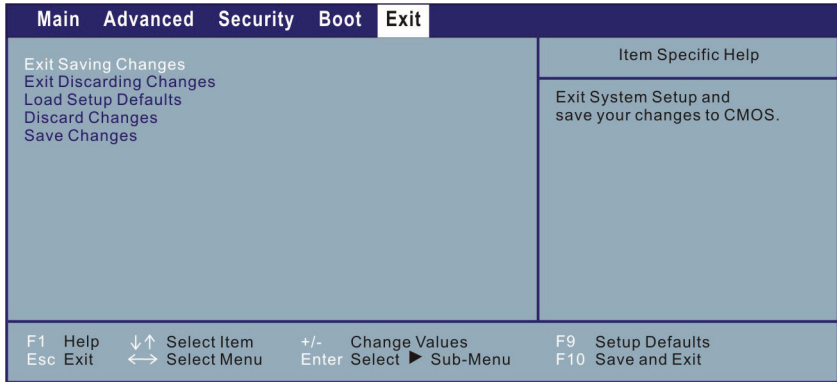 Main Advanced Security Boot Exit
Exit Saving Changes
Exit Discarding Changes
Load Setup Defaults
Discard Changes
Save Changes
Item Specific Help
Exit System Setup and
save your changes to CMOS.
F1 Help ↓↑ Select Item +/- Change Values F9 Setup Defaults
Esc Exit ↔ Select Menu Enter Select ▶ Sub-Menu F10 Save and Exit